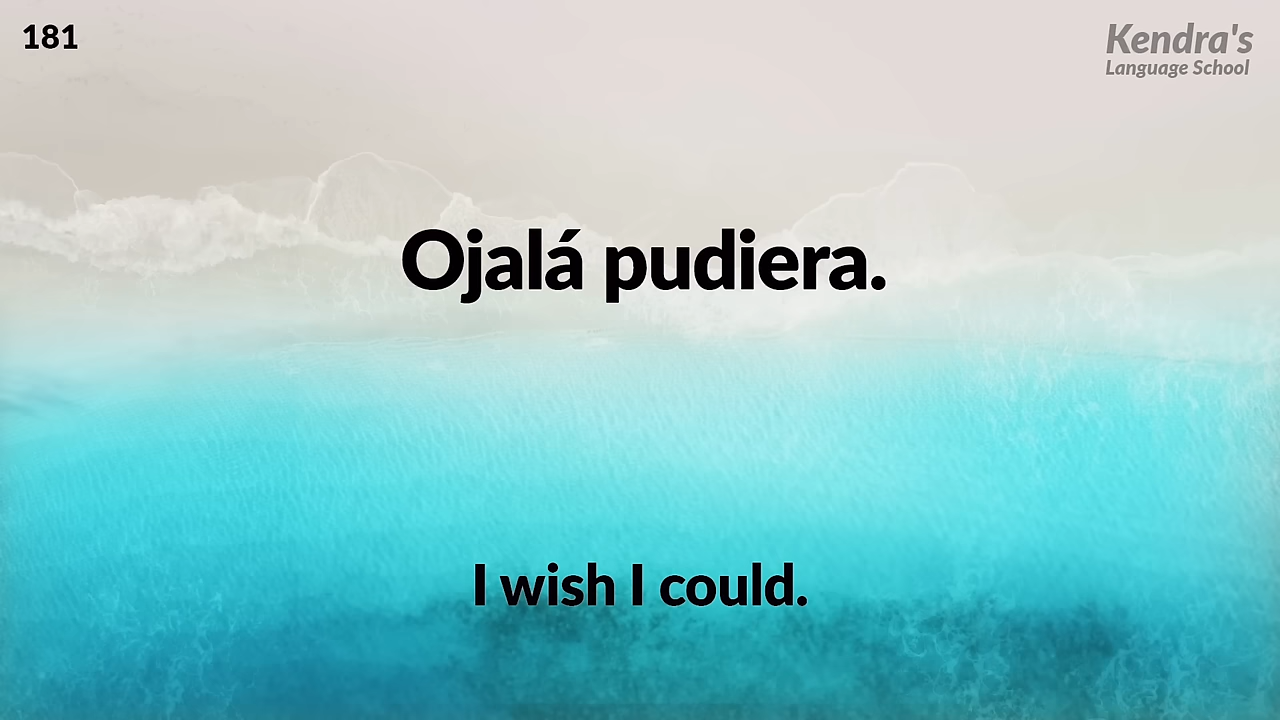 181
Kendra's
Language School
Ojalá pudiera.
I wish I could.